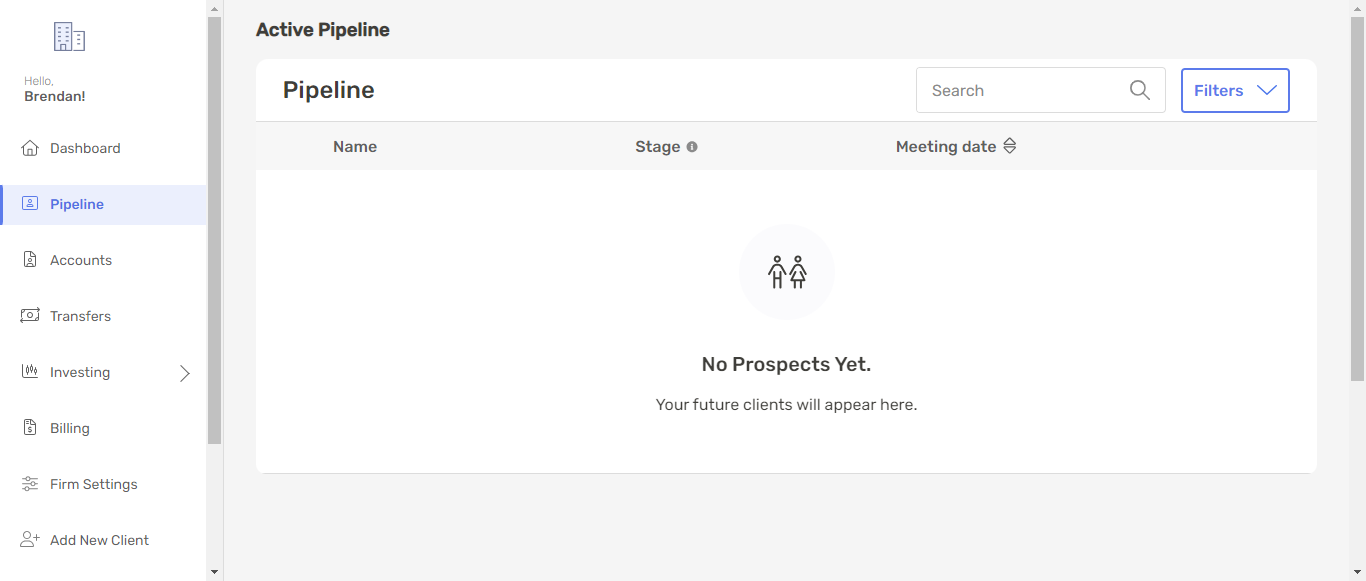 Hello,
Brendan!
Dashboard
Pipeline
Accounts
Transfers
Investing
Billing
Firm Settings
Add New Client
Active Pipeline
Pipeline
Search
Filters
Name Stage Meeting date
No Prospects Yet.
Your future clients will appear here.